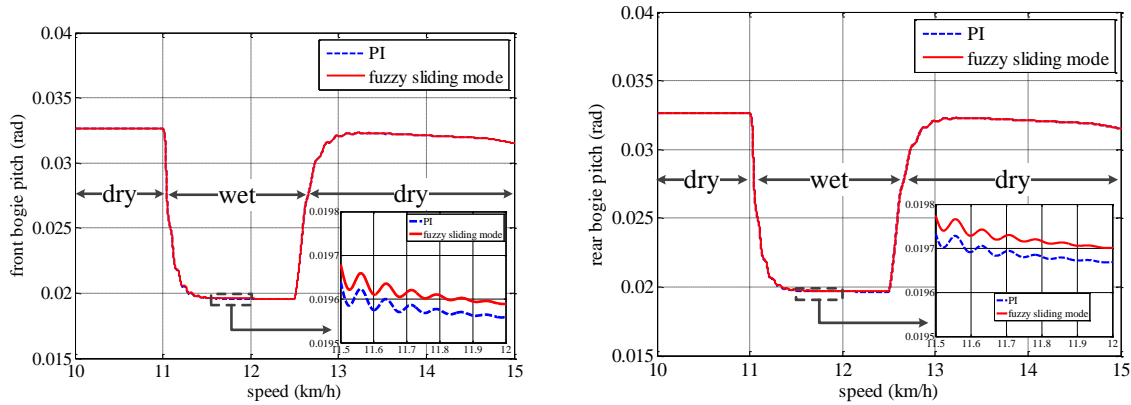 0.04
0.035
0.03
0.025
0.02
0.015
front bogie pitch (rad)
PI
fuzzy sliding mode
dry
wet
dry
0.0198
0.0197
0.0196
0.0195
PI
fuzzy sliding mode
11.5
11.6
11.7
11.8
11.9
12
10
11
12
13
14
15
speed (km/h)
0.04
0.035
0.03
0.025
0.02
0.015
rear bogie pitch (rad)
PI
fuzzy sliding mode
dry
wet
dry
0.0198
0.0197
0.0196
0.0195
PI
fuzzy sliding mode
11.5
11.6
11.7
11.8
11.9
12
10
11
12
13
14
15
speed (km/h)